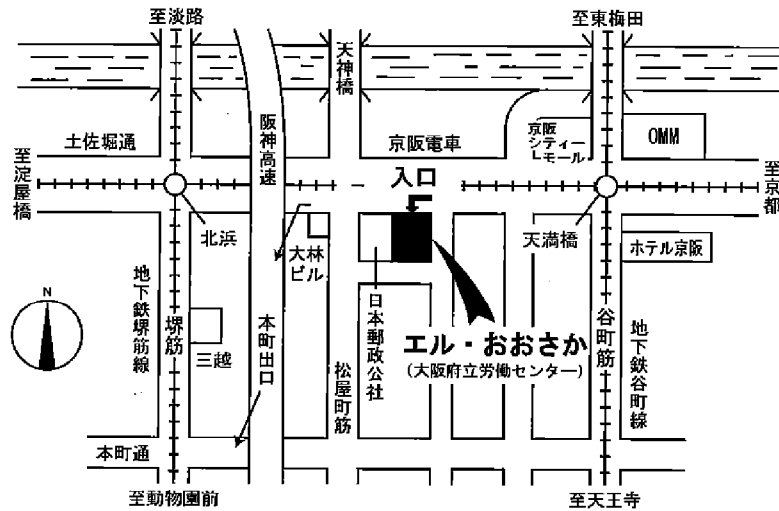 至淡路
至東梅田
天神橋
土佐堀通
阪神高速
京阪電車
京阪
シティー
モール
OMM
至淀屋橋
至京都
入口
北浜
大林
ビル
天満橋
ホテル京阪
地下鉄堺筋線
堺筋
三越
本町出口
日本郵政公社
エル・おおさか
(大阪府立労働センター)
松屋町筋
谷町筋
地下鉄谷町線
N
本町通
至動物園前
至天王寺